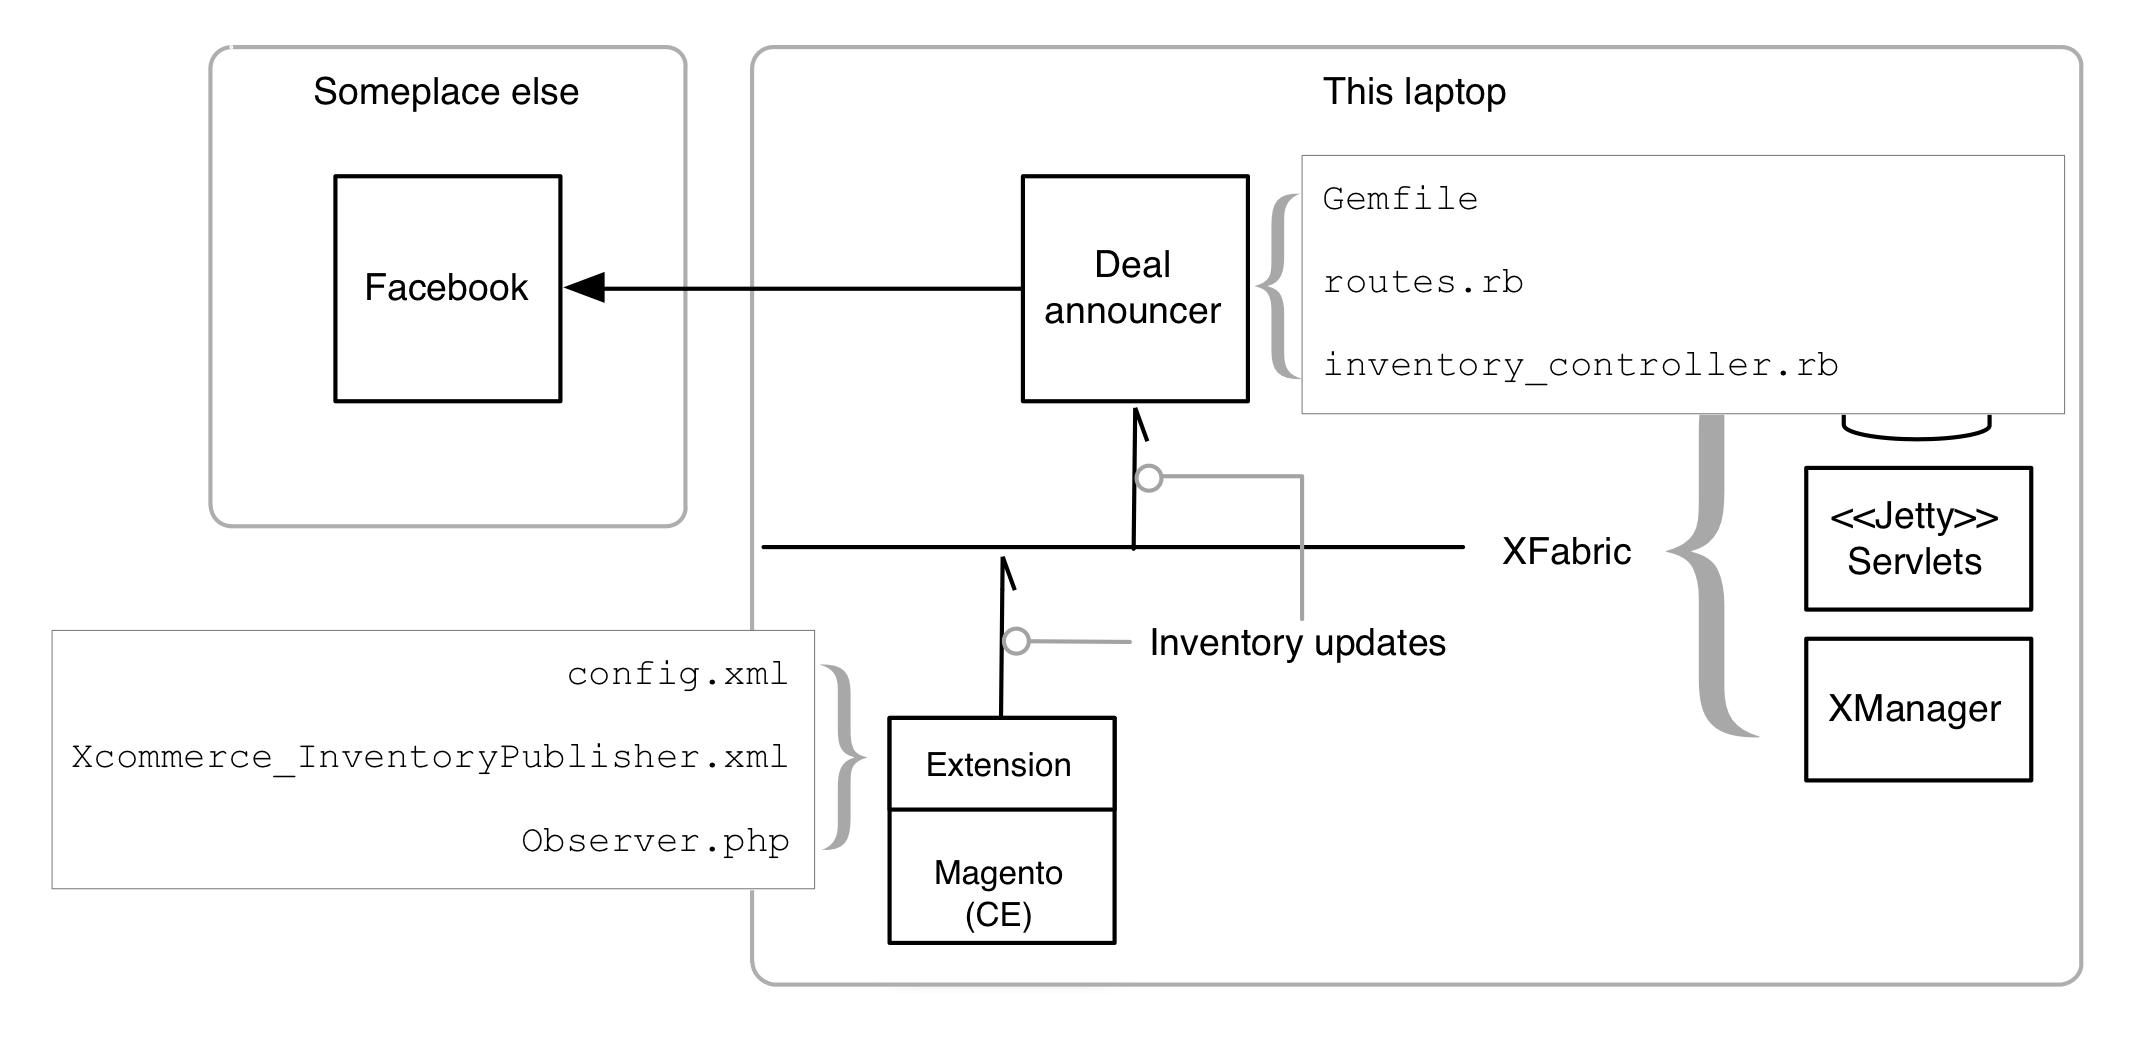 Someplace else
This laptop
Facebook
Deal
announcer
Gemfile
routes.rb
inventory_controller.rb
XFabric
<<Jetty>>
Servlets
XManager
Inventory updates
config.xml
Xcommerce_InventoryPublisher.xml
Observer.php
Extension
Magento
(CE)